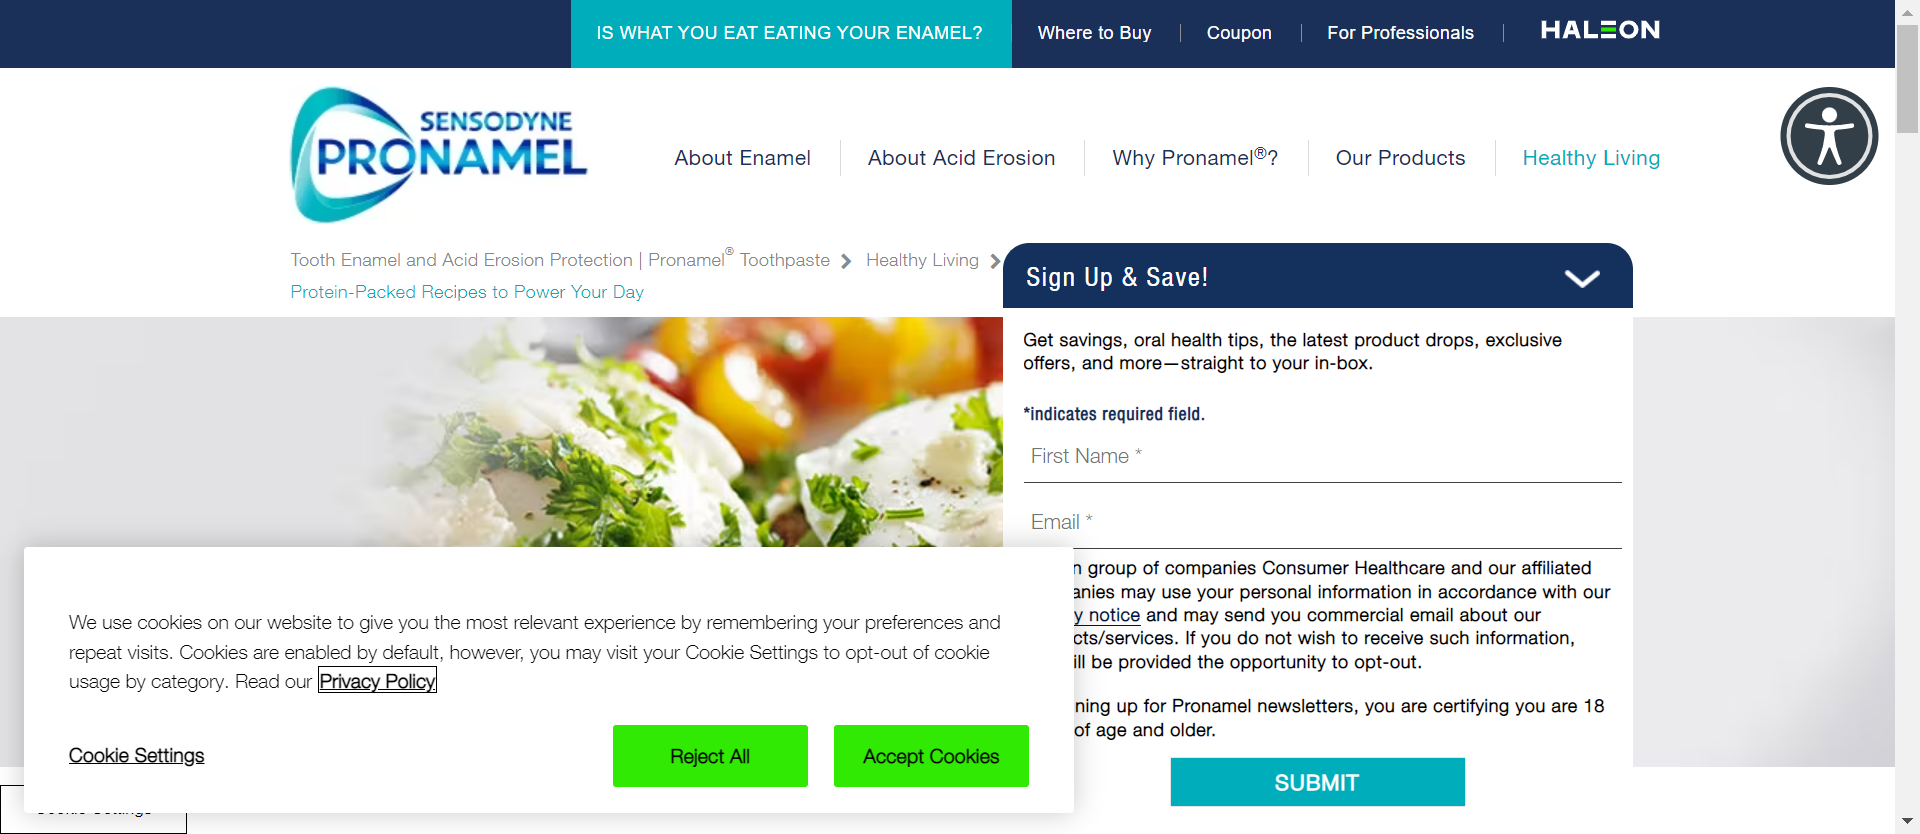 IS WHAT YOU EAT EATING YOUR ENAMEL?
Where to Buy
Coupon
For Professionals
HALEON
SENSODYNE
PRONAMEL
About Enamel
About Acid Erosion
Why Pronamel®?
Our Products
Healthy Living
Tooth Enamel and Acid Erosion Protection | Pronamel® Toothpaste
Healthy Living
Protein-Packed Recipes to Power Your Day
Sign Up & Save!
Get savings, oral health tips, the latest product drops, exclusive
offers, and more—straight to your in-box.
*indicates required field.
First Name *
Email *
n group of companies Consumer Healthcare and our affiliated
anies may use your personal information in accordance with our
y notice and may send you commercial email about our
cts/services. If you do not wish to receive such information,
ill be provided the opportunity to opt-out.
ning up for Pronamel newsletters, you are certifying you are 18
of age and older.
SUBMIT
We use cookies on our website to give you the most relevant experience by remembering your preferences and
repeat visits. Cookies are enabled by default, however, you may visit your Cookie Settings to opt-out of cookie
usage by category. Read our Privacy Policy
Cookie Settings
Reject All
Accept Cookies